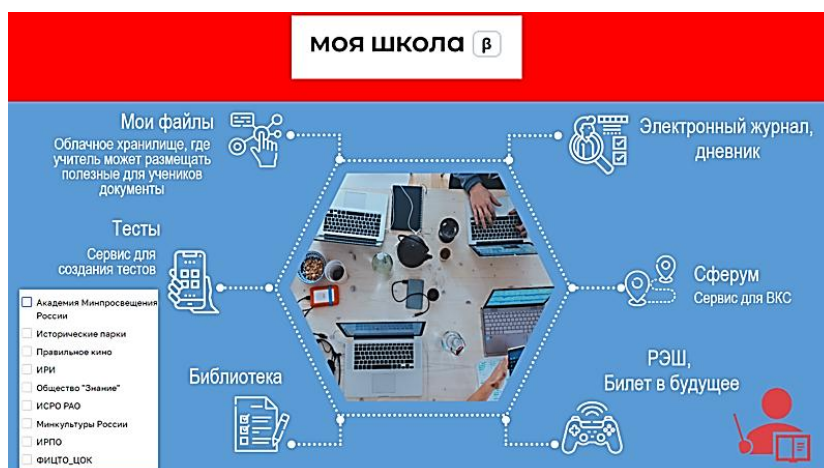 моя школа β
Мои файлы
Облачное хранилище, где
учитель может размещать
полезные для учеников
документы
Электронный журнал,
дневник
Тесты
Сервис для
создания тестов
Сферум
Сервис для ВКС
Академия Минпросвещения
России
Исторические парки
Правильное кино
ИРИ
Общество "Знание"
ИСРО РАО
Минкультуры России
ИРПО
ФИЦТО_ЦОК
Библиотека
РЭШ,
Билет в будущее